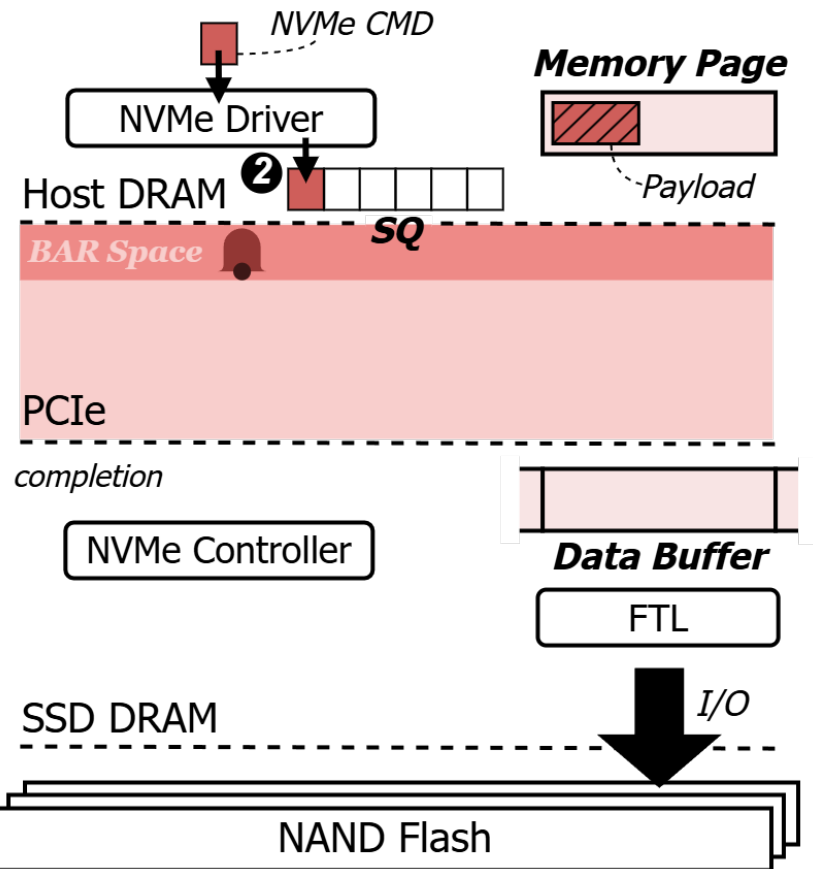 NVMe CMD
Memory Page
NVMe Driver
Payload
2
Host DRAM
SQ
BAR Space
PCIe
completion
NVMe Controller
Data Buffer
FTL
I/O
SSD DRAM
NAND Flash